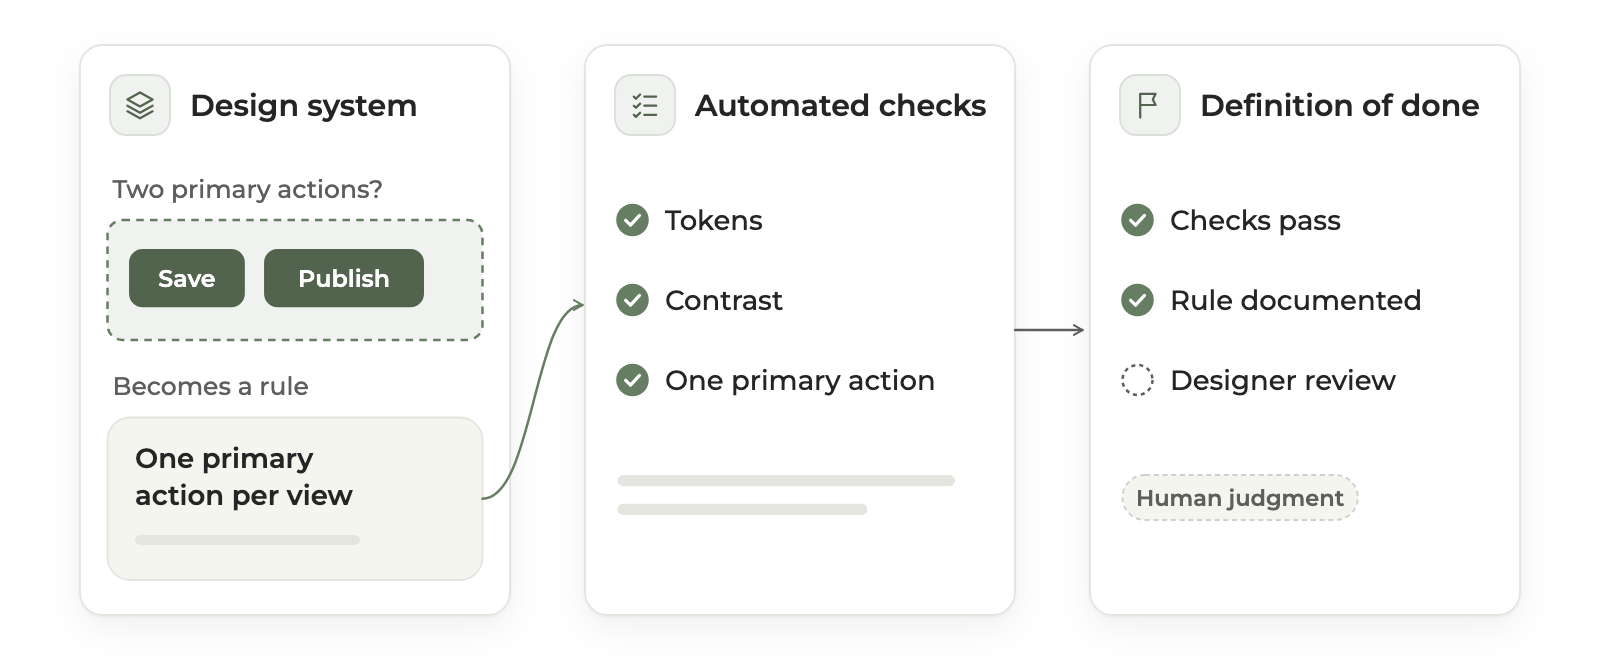 Design system
Two primary actions?
Save
Publish
Becomes a rule
One primary
action per view
Automated checks
Tokens
Contrast
One primary action
Definition of done
Checks pass
Rule documented
Designer review
Human judgment